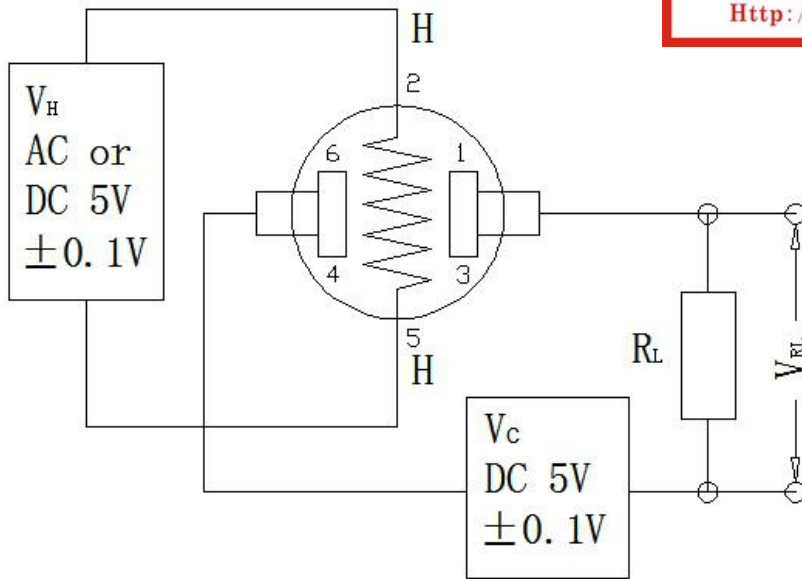 Http:/
H
2
VH
AC or
DC 5V
±0.1V
6 1
4 3
5
H
RL
VRL
VC
DC 5V
±0.1V